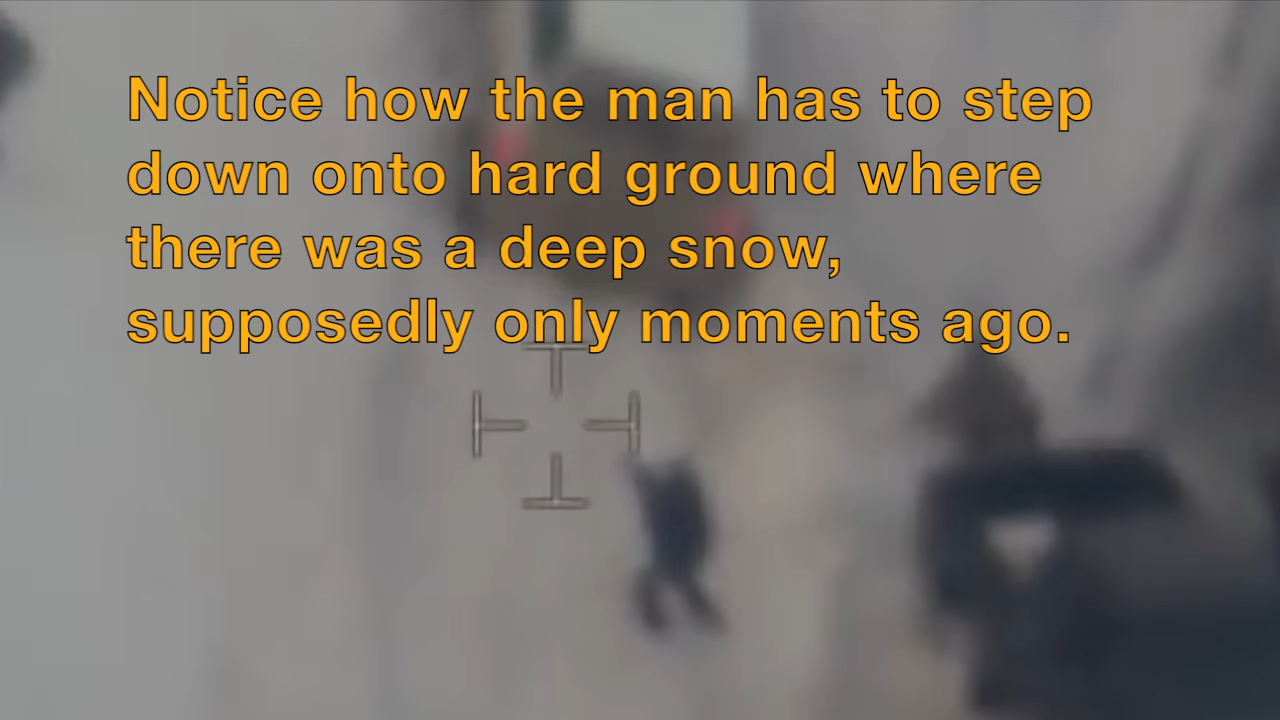 Notice how the man has to step
down onto hard ground where
there was a deep snow,
supposedly only moments ago.